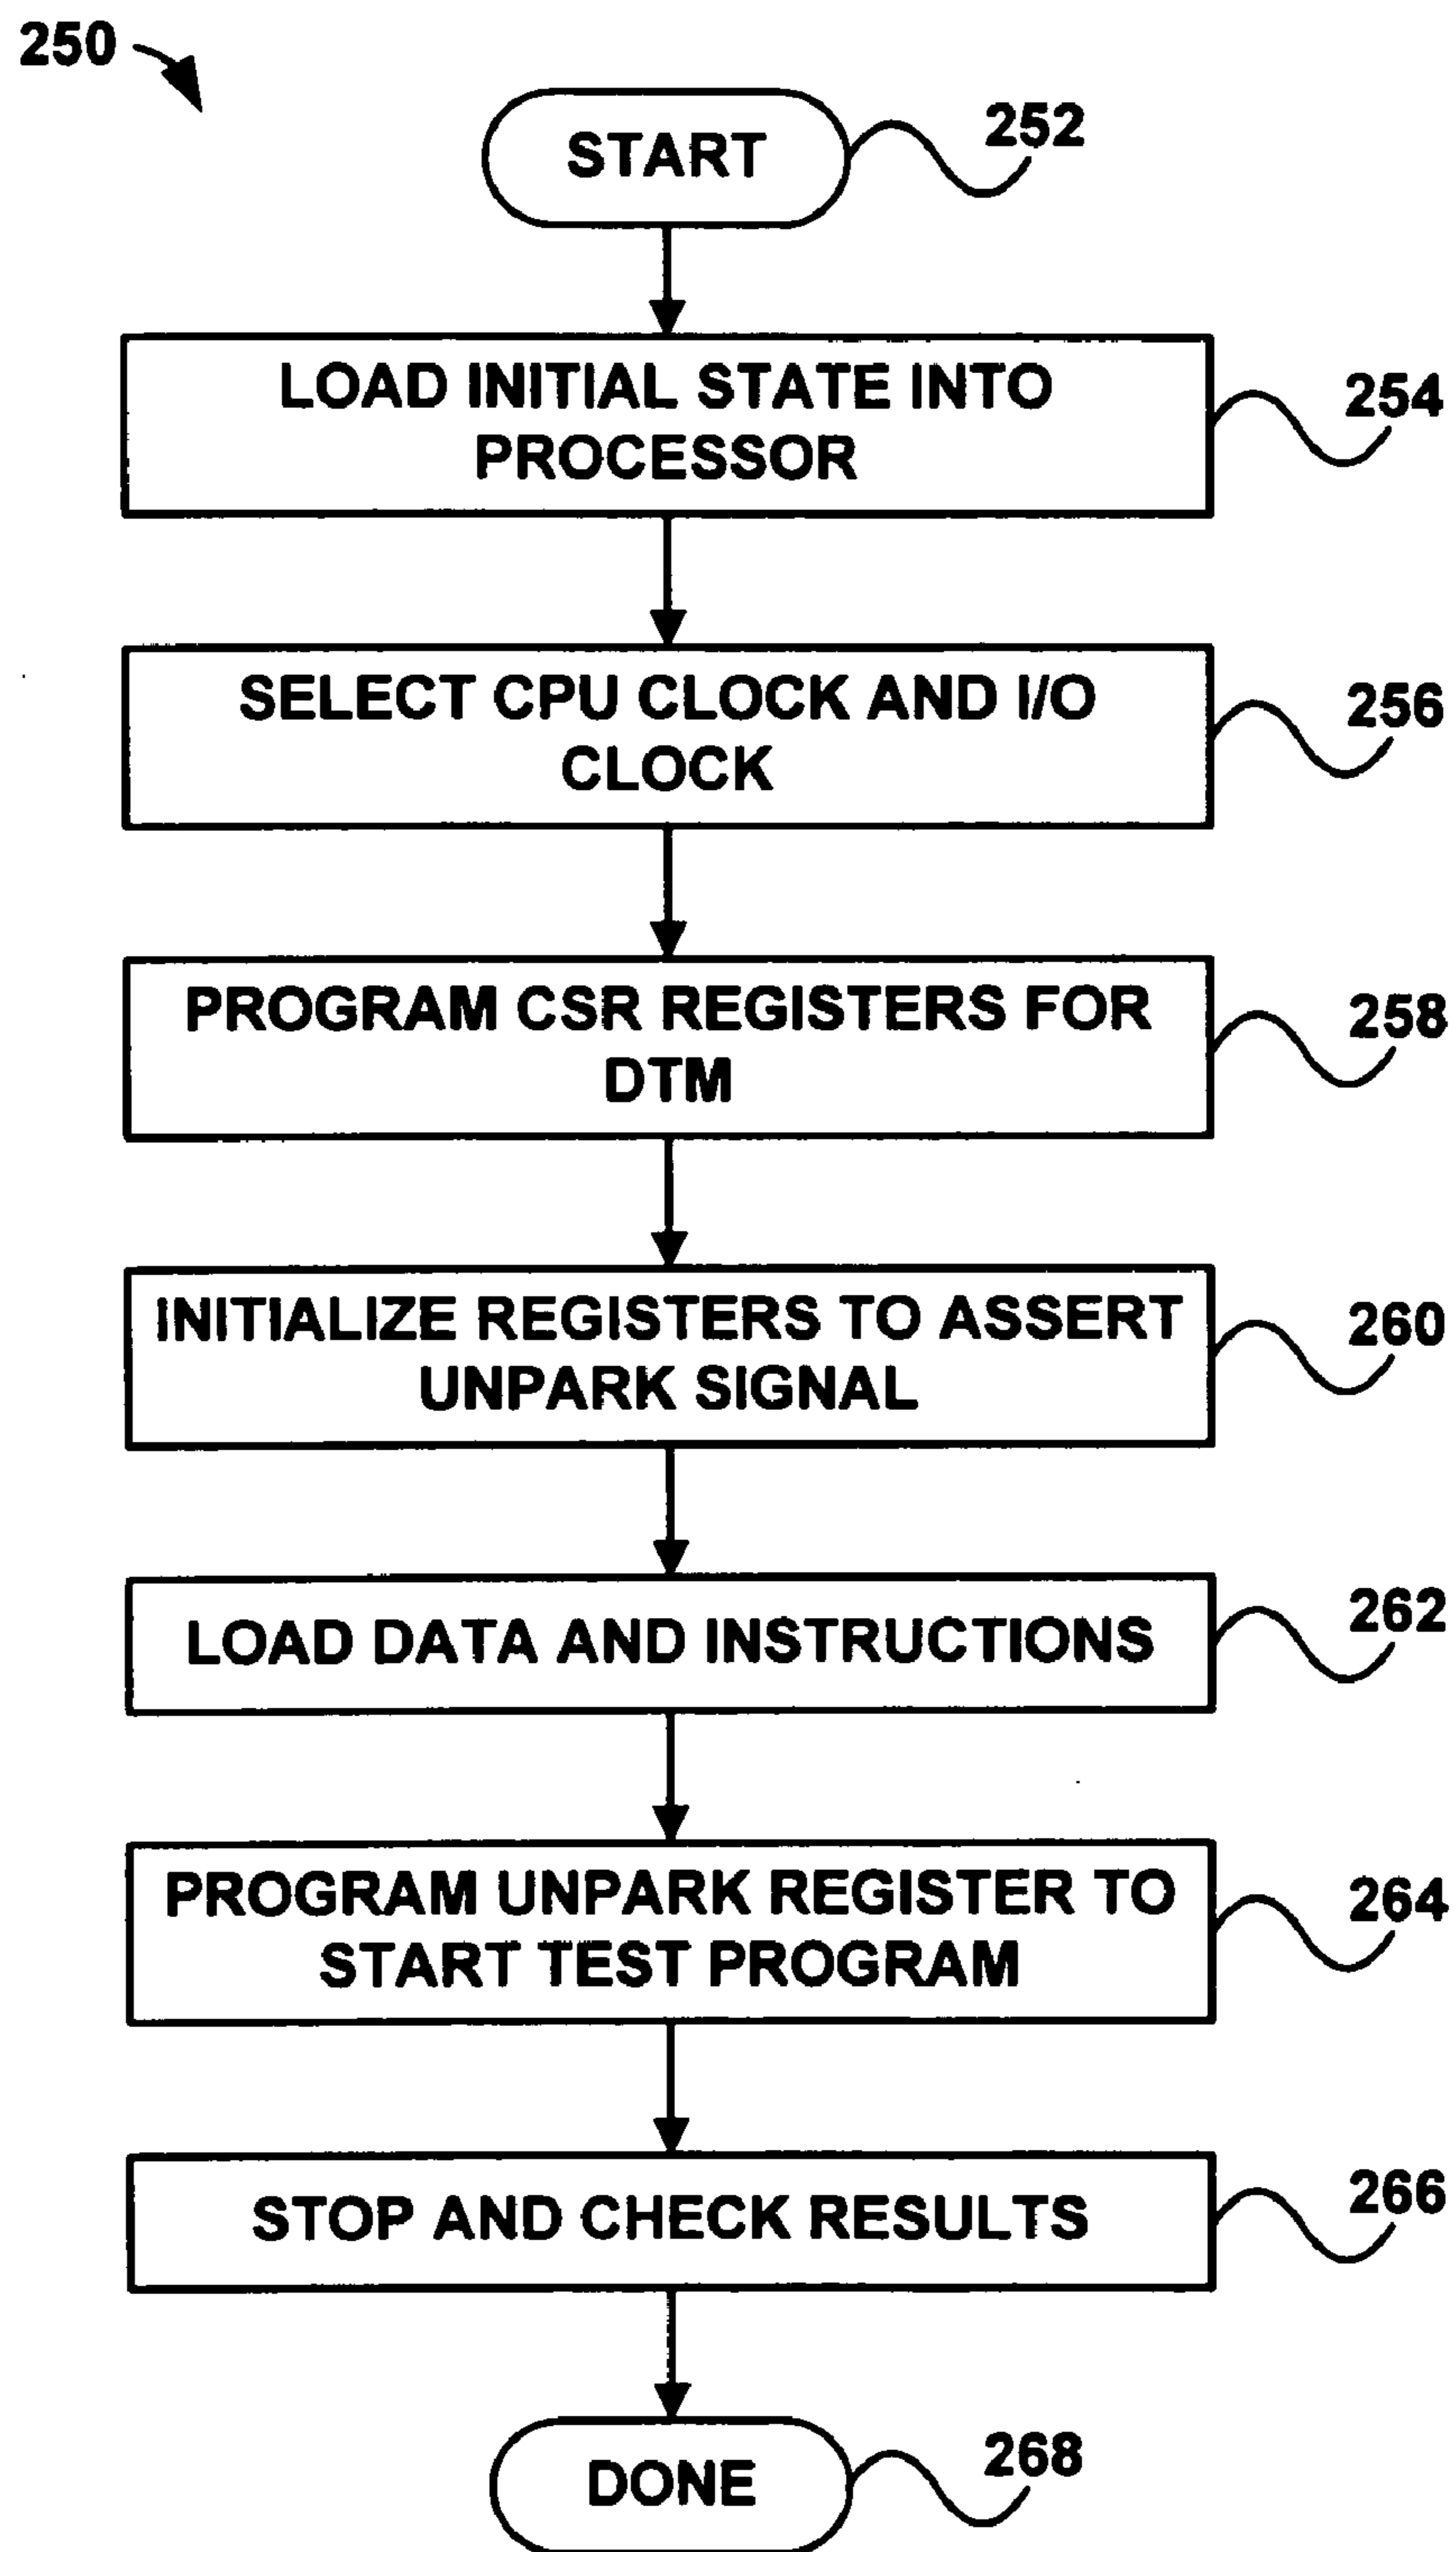 250
START
252
LOAD INITIAL STATE INTO
PROCESSOR
254
SELECT CPU CLOCK AND I/O
CLOCK
256
PROGRAM CSR REGISTERS FOR
DTM
258
INITIALIZE REGISTERS TO ASSERT
UNPARK SIGNAL
260
LOAD DATA AND INSTRUCTIONS
262
PROGRAM UNPARK REGISTER TO
START TEST PROGRAM
264
STOP AND CHECK RESULTS
266
DONE
268